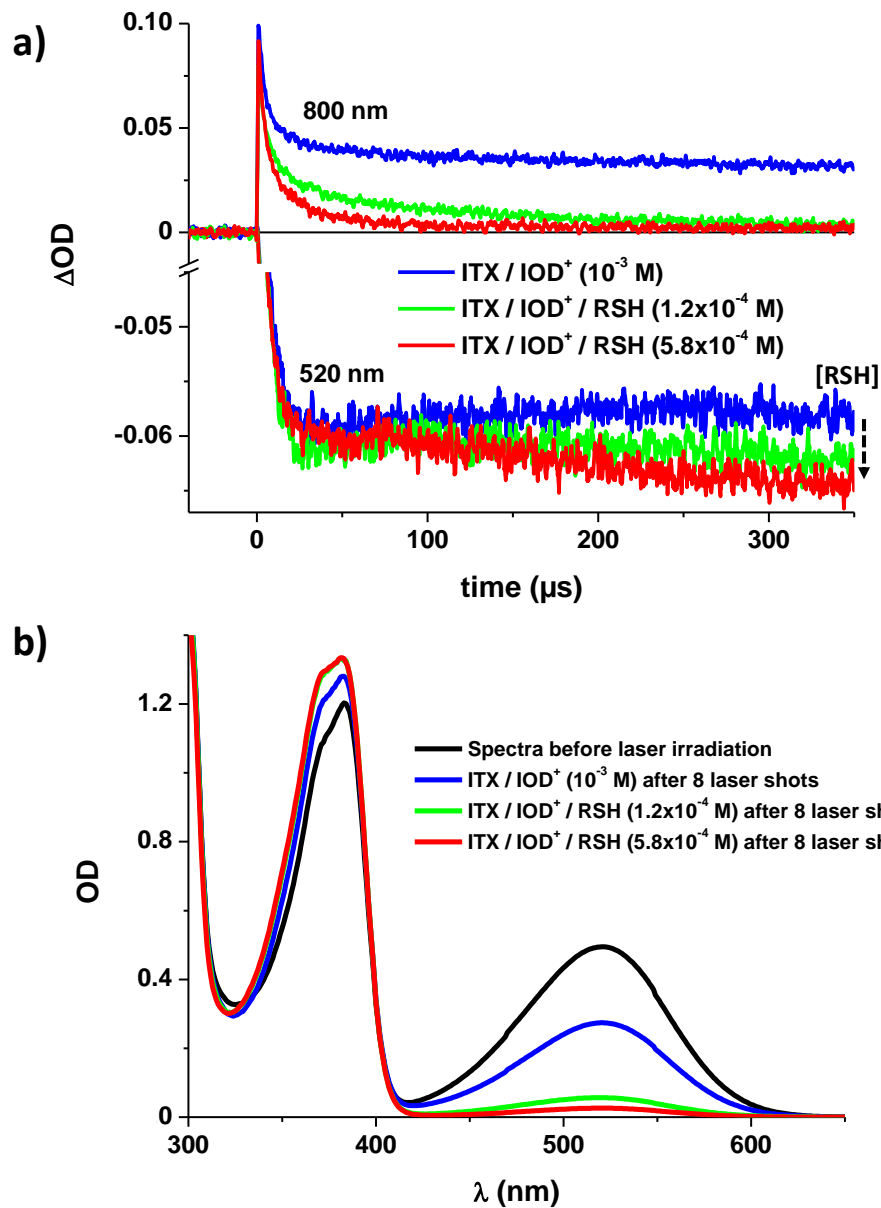 a)
0.10
0.05
0
-0.05
-0.06
ΔOD
800 nm
ITX / IOD⁺ (10⁻³ M)
ITX / IOD⁺ / RSH (1.2x10⁻⁴ M)
ITX / IOD⁺ / RSH (5.8x10⁻⁴ M)
520 nm
[RSH]
0
100
200
300
time (µs)
b)
1.2
0.8
0.4
0
OD
Spectra before laser irradiation
ITX / IOD⁺ (10⁻³ M) after 8 laser shots
ITX / IOD⁺ / RSH (1.2x10⁻⁴ M) after 8 laser sh
ITX / IOD⁺ / RSH (5.8x10⁻⁴ M) after 8 laser sh
300
400
500
600
λ (nm)